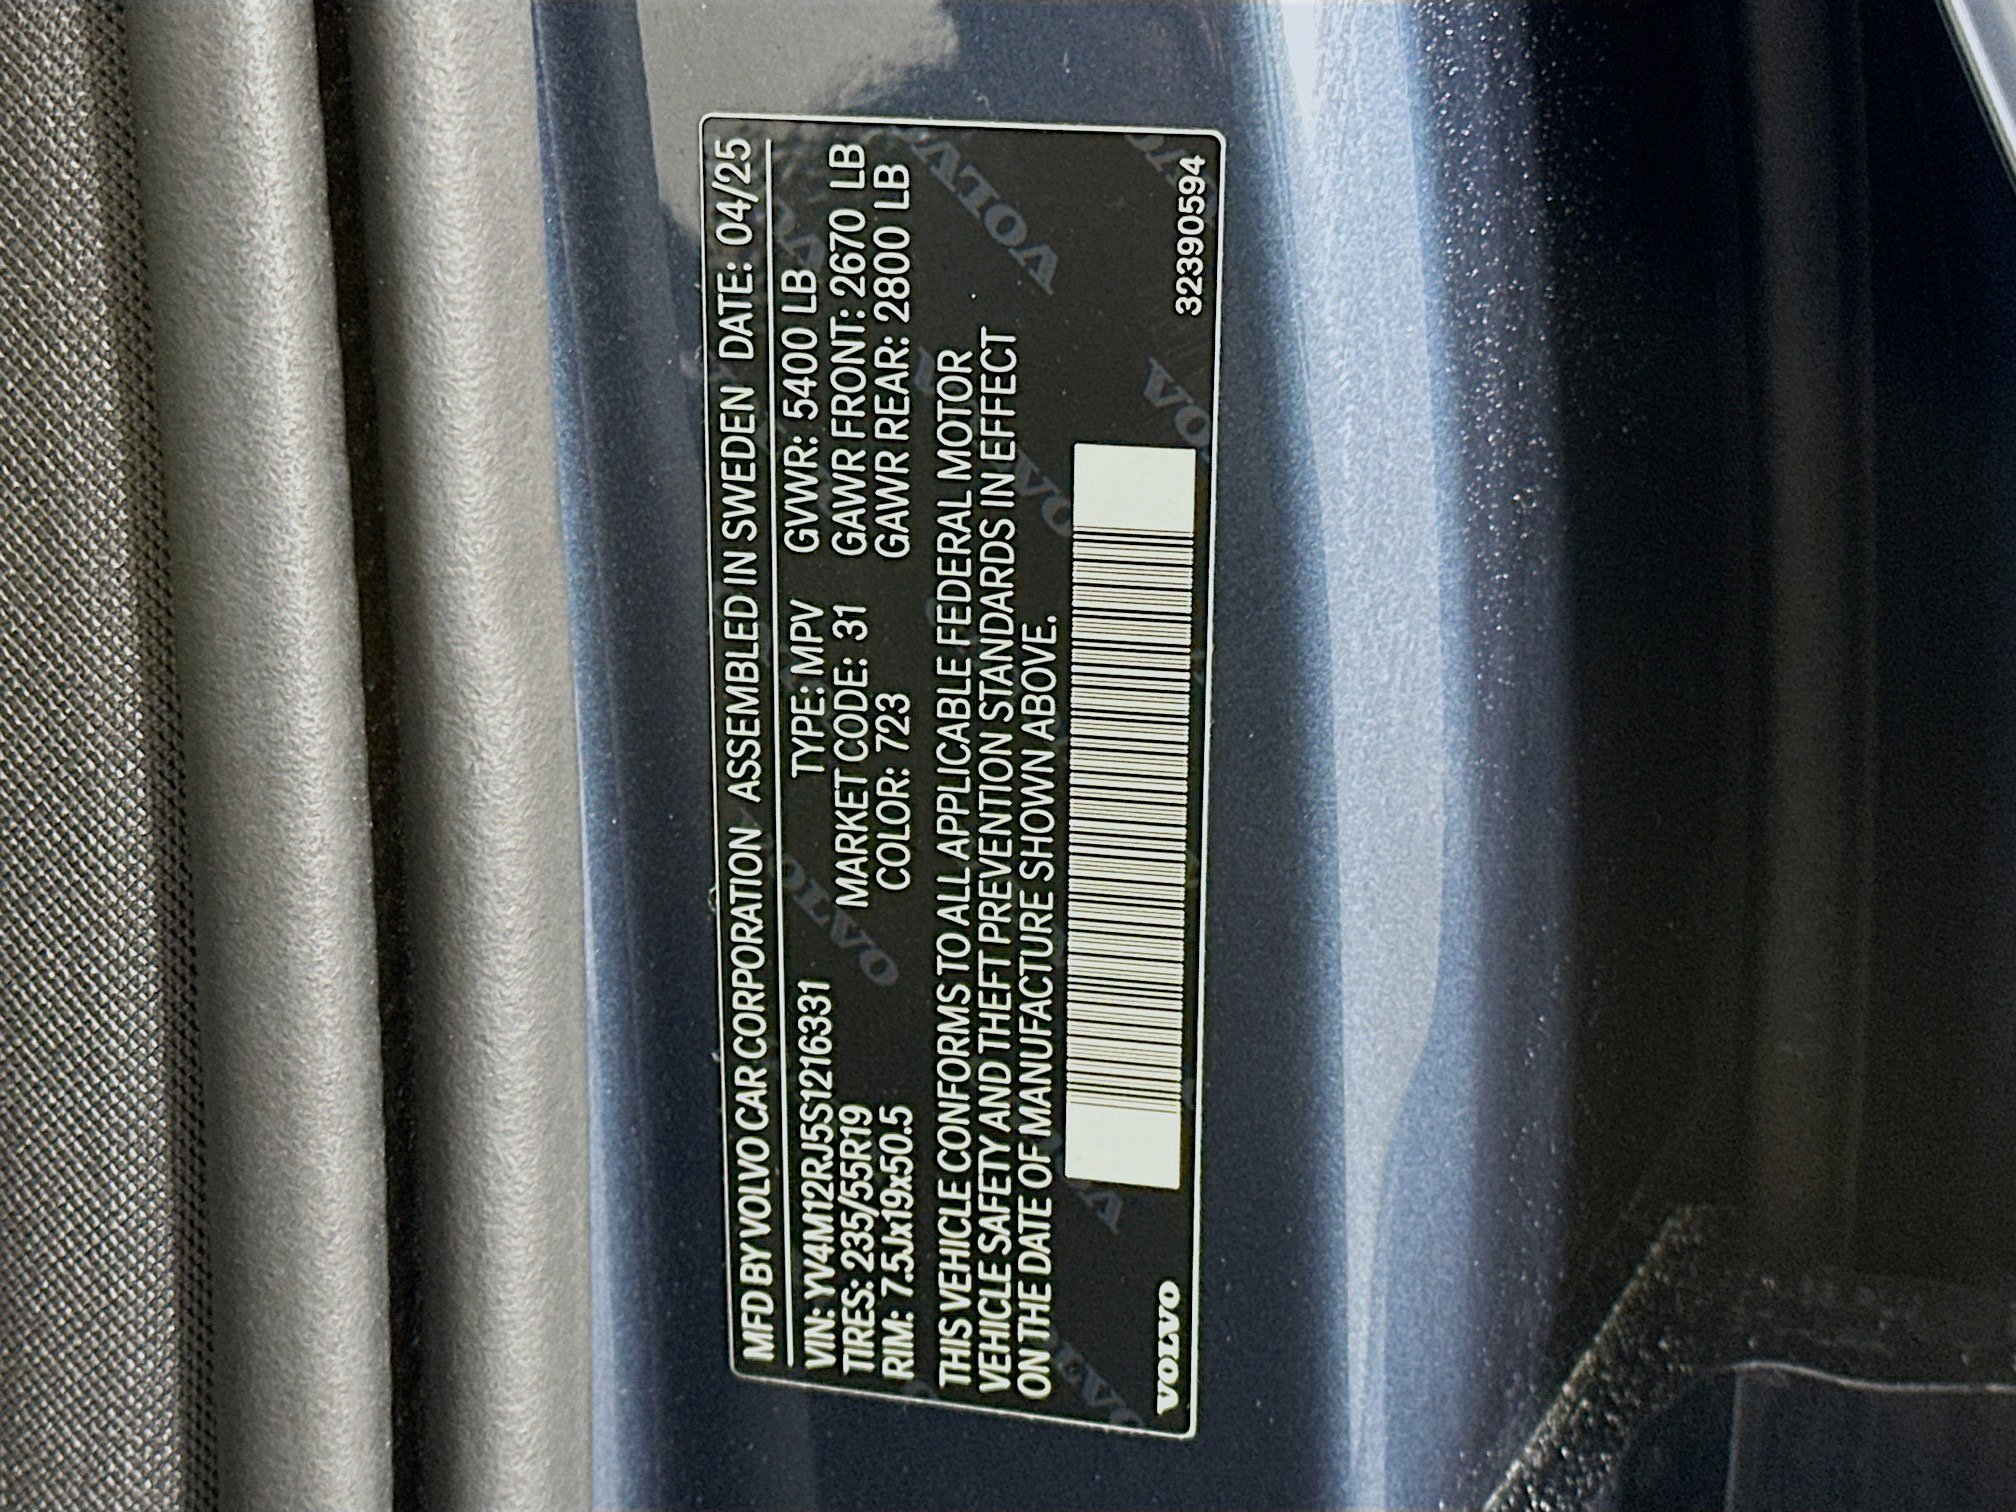 MFD BY VOLVO CAR CORPORATION ASSEMBLED IN SWEDEN DATE: 04/25
VIN: YV4M12RJ5S1216331 TYPE: MPV GVWR: 5400 LB
TIRES: 235/55R19 MARKET CODE: 31 GAWR FRONT: 2670 LB
RIM: 7.5Jx19x50.5 COLOR: 723 GAWR REAR: 2800 LB
THIS VEHICLE CONFORMS TO ALL APPLICABLE FEDERAL MOTOR
VEHICLE SAFETY AND THEFT PREVENTION STANDARDS IN EFFECT
ON THE DATE OF MANUFACTURE SHOWN ABOVE.
VOLVO 32390594